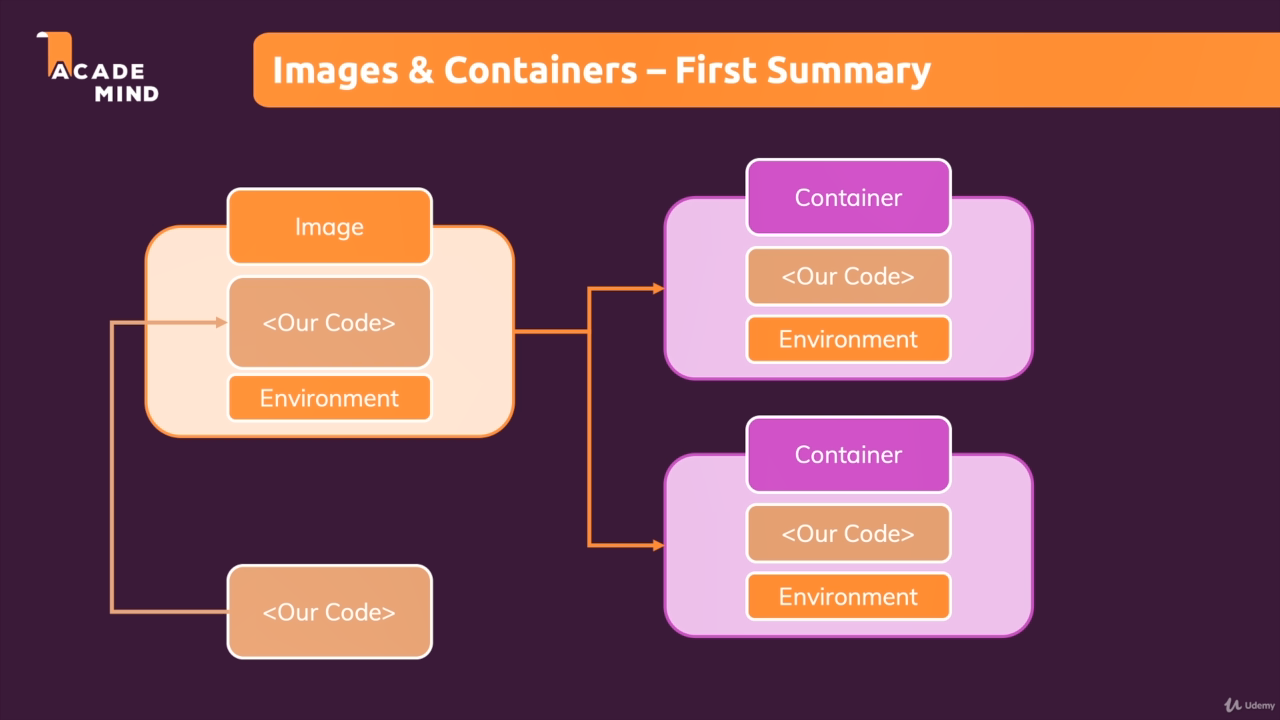 ACADE
MIND
Images & Containers – First Summary
Image
<Our Code>
Environment
<Our Code>
Container
<Our Code>
Environment
Container
<Our Code>
Environment
Udemy